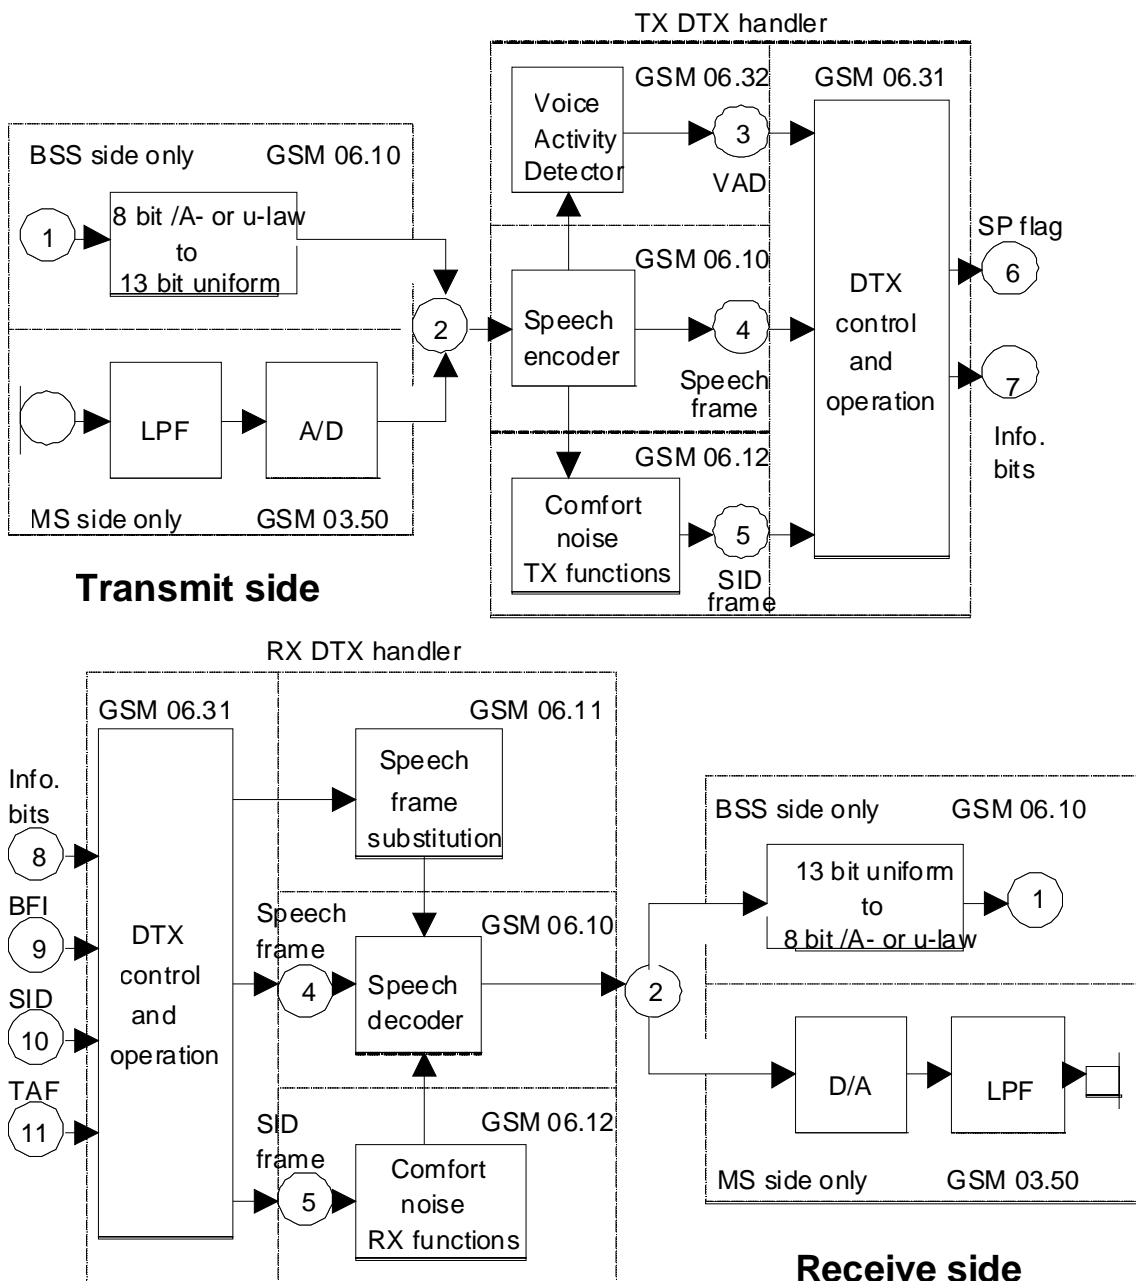 TX DTX handler
GSM 06.32
GSM 06.31
Voice
Activity
Detector
3
VAD
BSS side only
GSM 06.10
1
8 bit /A- or u-law
to
13 bit uniform
2
LPF
A/D
MS side only
GSM 03.50
Transmit side
GSM 06.10
Speech
encoder
4
Speech
frame
GSM 06.12
Comfort
noise
TX functions
5
SID
frame
DTX
control
and
operation
SP flag
6
7
Info.
bits
RX DTX handler
GSM 06.31
GSM 06.11
Info.
bits
8
BFI
9
SID
10
TAF
11
DTX
control
and
operation
Speech
frame
substitution
Speech
frame
4
GSM 06.10
Speech
decoder
SID
frame
5
GSM 06.12
Comfort
noise
RX functions
2
BSS side only
GSM 06.10
13 bit uniform
to
8 bit /A- or u-law
1
D/A
LPF
MS side only
GSM 03.50
Receive side